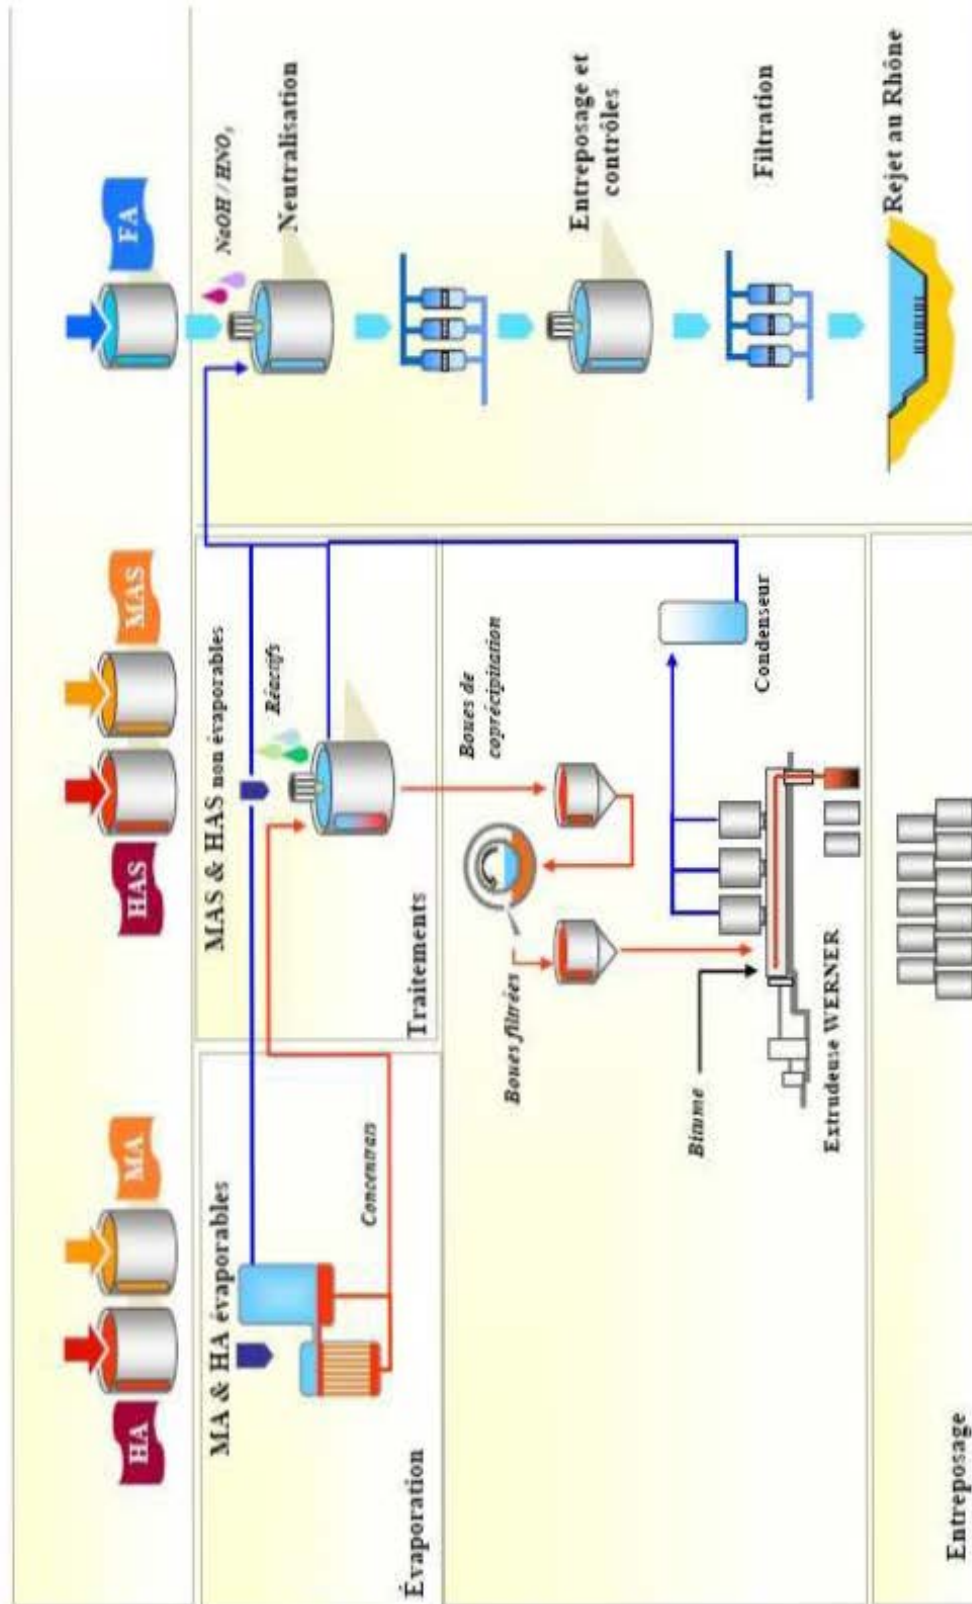 HA
MA
HAS
MAS
FA
MA & HA évaporables
Concentrats
Évaporation
MAS & HAS non évaporables
Réactifs
Traitements
NaOH / HNO₃
Neutralisation
Boues de
coprécipitation
Boues filtrées
Bitume
Extrudeuse WERNER
Condenseur
Entreposage et
contrôles
Filtration
Rejet au Rhône
Entreposage